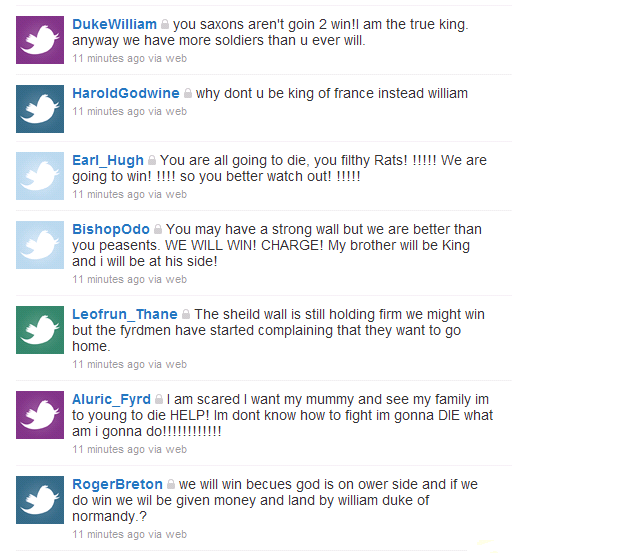 DukeWilliam you saxons aren't goin 2 win!I am the true king.
anyway we have more soldiers than u ever will.
11 minutes ago via web
HaroldGodwine why dont u be king of france instead william
11 minutes ago via web
Earl_Hugh You are all going to die, you filthy Rats! !!!!! We are
going to win! !!!! so you better watch out! !!!!!
11 minutes ago via web
BishopOdo You may have a strong wall but we are better than
you peasents. WE WILL WIN! CHARGE! My brother will be King
and i will be at his side!
11 minutes ago via web
Leofrun_Thane The sheild wall is still holding firm we might win
but the fyrdmen have started complaining that they want to go
home.
11 minutes ago via web
Aluric_Fyrd I am scared I want my mummy and see my family im
to young to die HELP! Im dont know how to fight im gonna DIE what
am i gonna do!!!!!!!!!!!!
11 minutes ago via web
RogerBreton we will win becues god is on ower side and if we
do win we wil be given money and land by william duke of
normandy.?
11 minutes ago via web